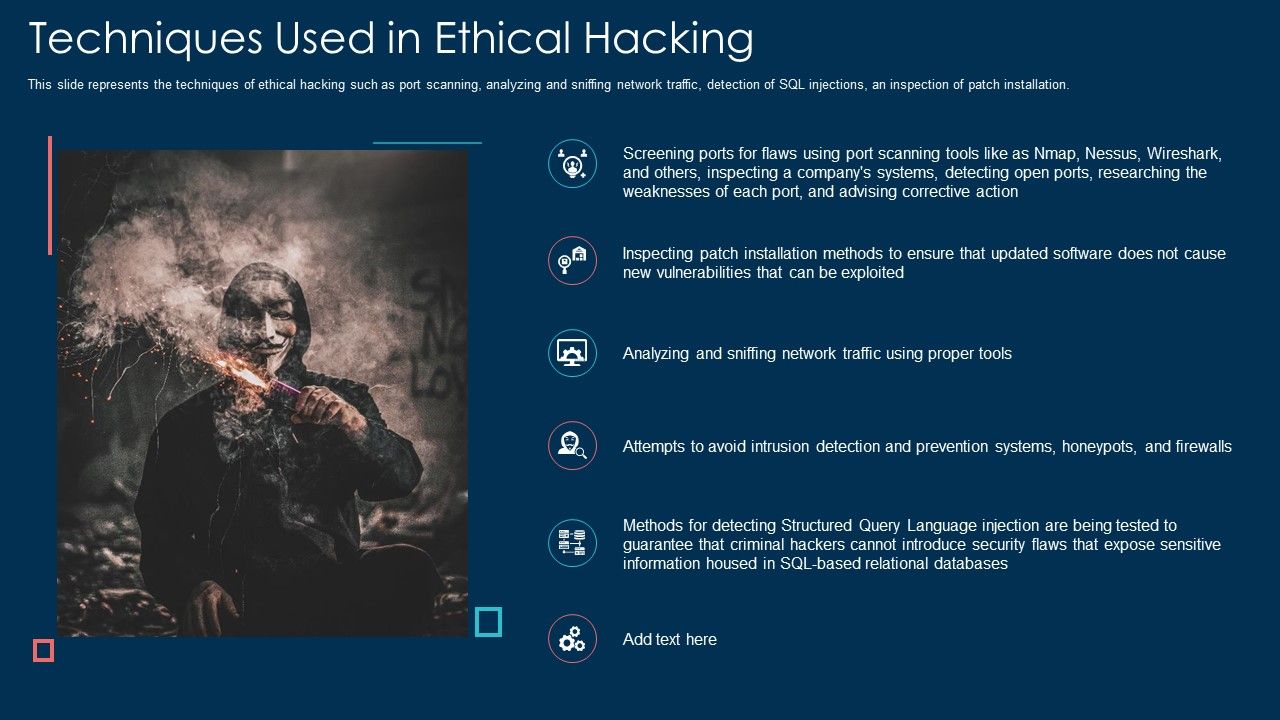 Techniques Used in Ethical Hacking
This slide represents the techniques of ethical hacking such as port scanning, analyzing and sniffing network traffic, detection of SQL injections, an inspection of patch installation.
Screening ports for flaws using port scanning tools like as Nmap, Nessus, Wireshark,
and others, inspecting a company's systems, detecting open ports, researching the
weaknesses of each port, and advising corrective action
Inspecting patch installation methods to ensure that updated software does not cause
new vulnerabilities that can be exploited
Analyzing and sniffing network traffic using proper tools
Attempts to avoid intrusion detection and prevention systems, honeypots, and firewalls
Methods for detecting Structured Query Language injection are being tested to
guarantee that criminal hackers cannot introduce security flaws that expose sensitive
information housed in SQL-based relational databases
Add text here